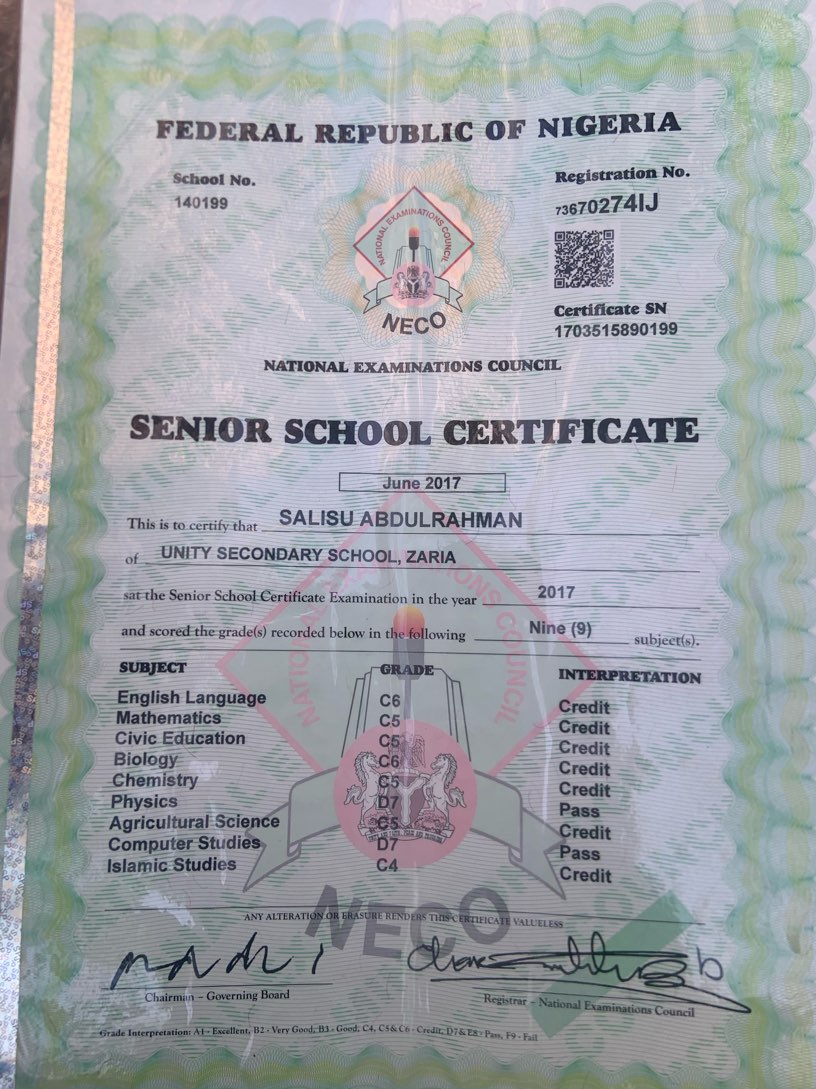 FEDERAL REPUBLIC OF NIGERIA
School No.
140199
Registration No.
73670274IJ
NATIONAL EXAMINATIONS COUNCIL
NECO
Certificate SN
1703515890199
NATIONAL EXAMINATIONS COUNCIL
SENIOR SCHOOL CERTIFICATE
June 2017
This is to certify that SALISU ABDULRAHMAN
of UNITY SECONDARY SCHOOL, ZARIA
sat the Senior School Certificate Examination in the year 2017
and scored the grade(s) recorded below in the following Nine (9) subject(s).
SUBJECT GRADE INTERPRETATION
English Language C6 Credit
Mathematics C5 Credit
Civic Education C5 Credit
Biology C6 Credit
Chemistry C5 Credit
Physics D7 Pass
Agricultural Science C5 Credit
Computer Studies D7 Pass
Islamic Studies C4 Credit
NATIONAL EXAMINATIONS COUNCIL
NECO
ANY ALTERATION OR ERASURE RENDERS THIS CERTIFICATE VALUELESS
Chairman – Governing Board
Registrar – National Examinations Council
Grade Interpretation: A1 - Excellent, B2 - Very Good, B3 - Good, C4, C5 & C6 - Credit, D7 & E8 - Pass, F9 - Fail